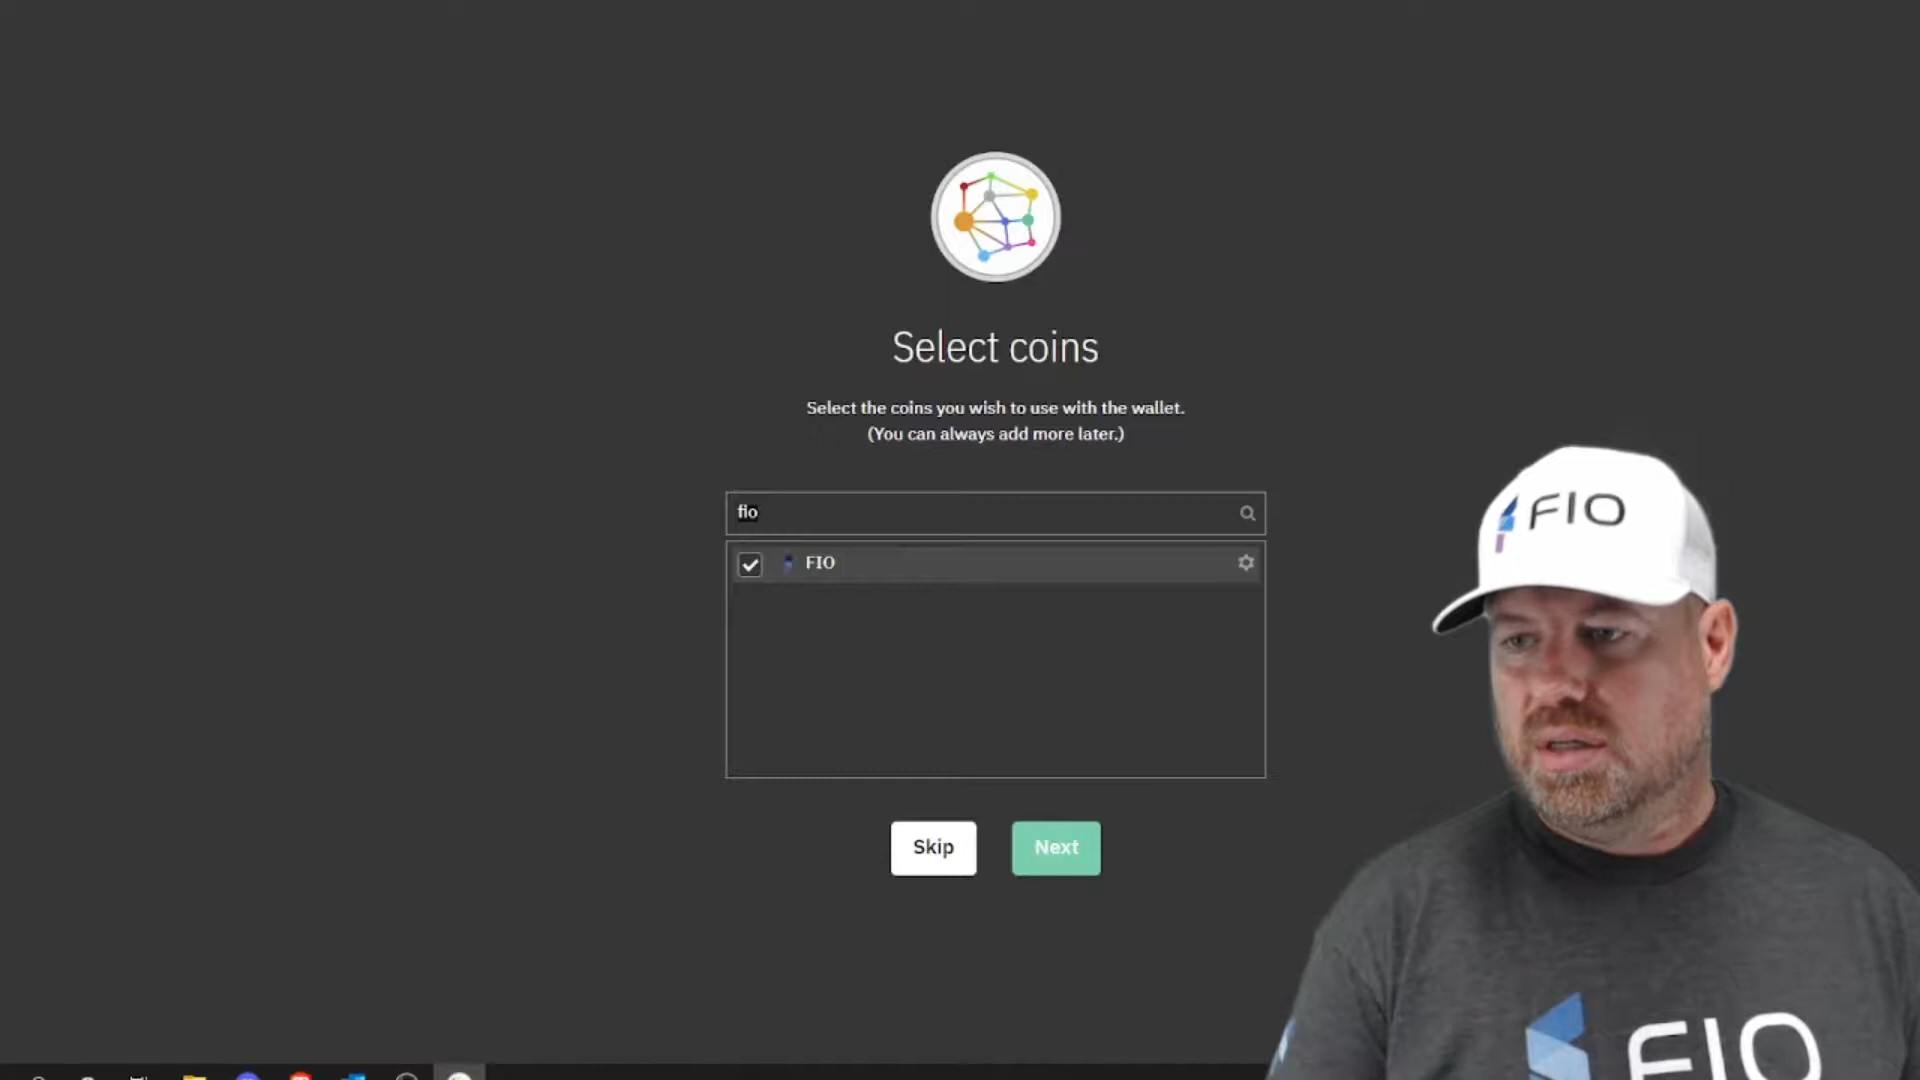 Select coins
Select the coins you wish to use with the wallet.
(You can always add more later.)
fio
FIO
Skip
Next
FIO
FIO